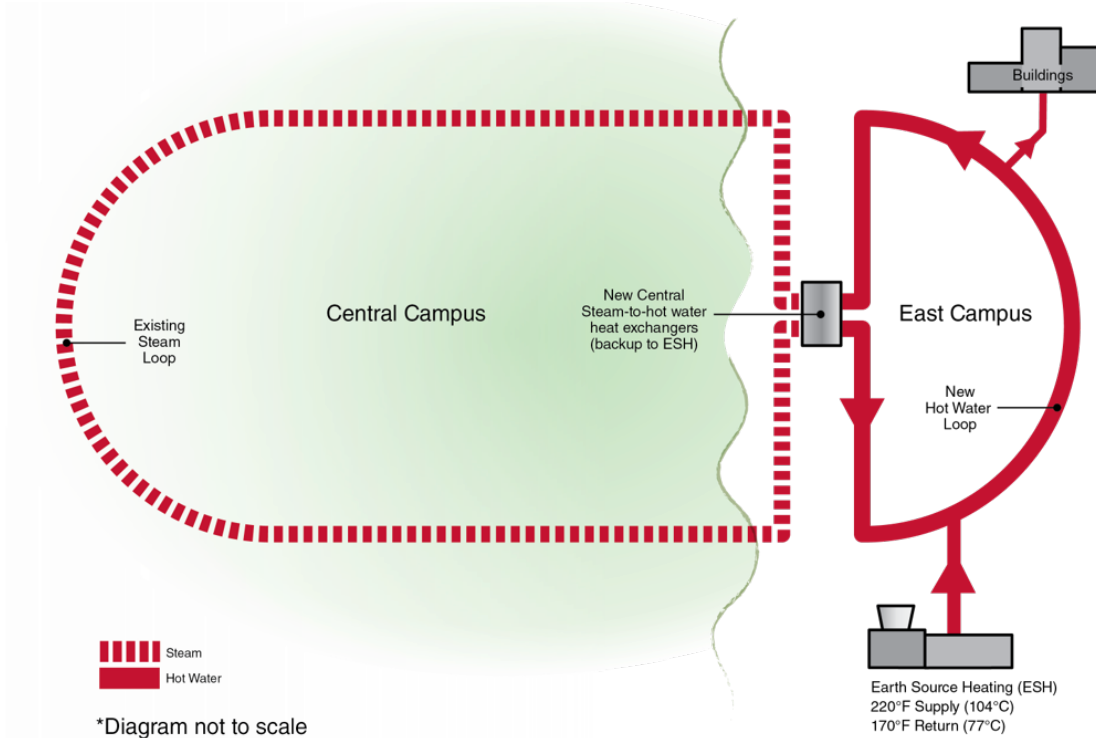 Buildings
New Central
Steam-to-hot water
heat exchangers
(backup to ESH)
Central Campus
East Campus
Existing
Steam
Loop
New
Hot Water
Loop
Steam
Hot Water
*Diagram not to scale
Earth Source Heating (ESH)
220°F Supply (104°C)
170°F Return (77°C)